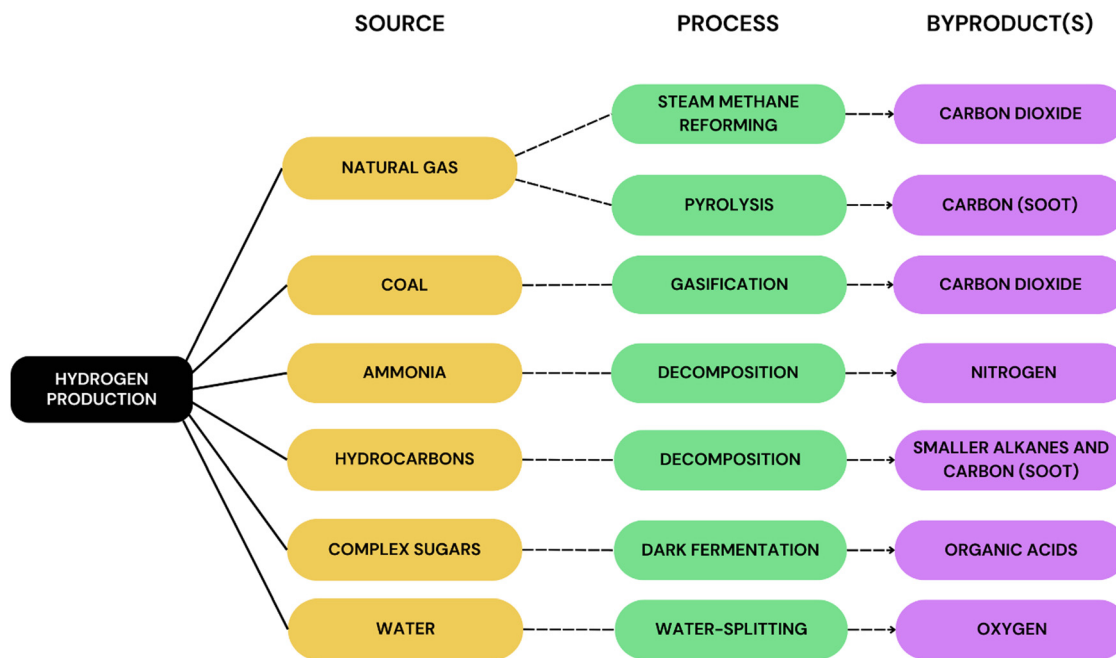 SOURCE
PROCESS
BYPRODUCT(S)
HYDROGEN
PRODUCTION
NATURAL GAS
STEAM METHANE
REFORMING
CARBON DIOXIDE
PYROLYSIS
CARBON (SOOT)
COAL
GASIFICATION
CARBON DIOXIDE
AMMONIA
DECOMPOSITION
NITROGEN
HYDROCARBONS
DECOMPOSITION
SMALLER ALKANES AND
CARBON (SOOT)
COMPLEX SUGARS
DARK FERMENTATION
ORGANIC ACIDS
WATER
WATER-SPLITTING
OXYGEN